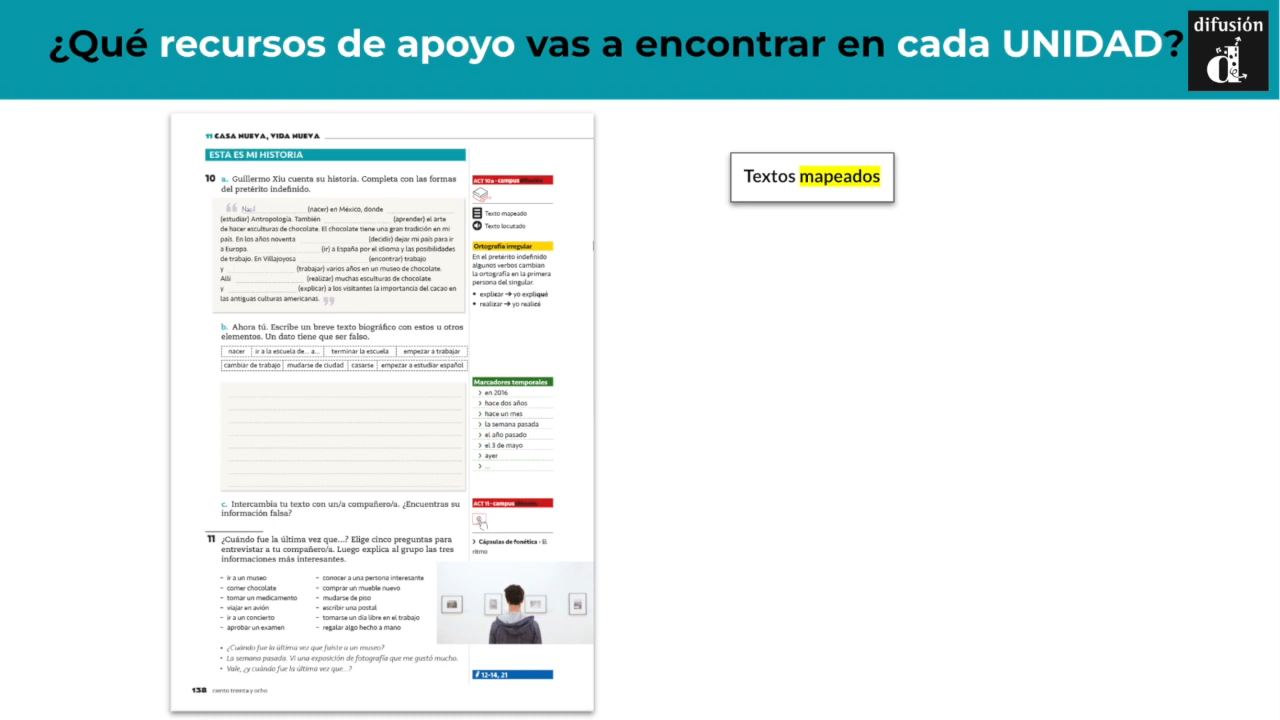 ¿Qué recursos de apoyo vas a encontrar en cada UNIDAD?
difusión
Textos mapeados
11 CASA NUEVA, VIDA NUEVA
ESTA ES MI HISTORIA
10 a. Guillermo Xiu cuenta su historia. Completa con las formas
del pretérito indefinido.
Nací (nacer) en México, donde
(estudiar) Antropología. También (aprender) el arte
de hacer esculturas de chocolate. El chocolate tiene una gran tradición en mi
país. En los años noventa (decidir) dejar mi país para ir
a Europa. (ir) a España por el idioma y las posibilidades
de trabajo. En Villajoyosa (encontrar) trabajo
y (trabajar) varios años en un museo de chocolate.
Allí (realizar) muchas esculturas de chocolate
y (explicar) a los visitantes la importancia del cacao en
las antiguas culturas americanas.
b. Ahora tú. Escribe un breve texto biográfico con estos u otros
elementos. Un dato tiene que ser falso.
nacer ir a la escuela de... a... terminar la escuela empezar a trabajar
cambiar de trabajo mudarse de ciudad casarse empezar a estudiar español
c. Intercambia tu texto con un/a compañero/a. ¿Encuentras su
información falsa?
11 ¿Cuándo fue la última vez que...? Elige cinco preguntas para
entrevistar a tu compañero/a. Luego explica al grupo las tres
informaciones más interesantes.
- ir a un museo
- comer chocolate
- tomar un medicamento
- viajar en avión
- ir a un concierto
- aprobar un examen
- conocer a una persona interesante
- comprar un mueble nuevo
- mudarse de piso
- escribir una postal
- tomarse un día libre en el trabajo
- regalar algo hecho a mano
• ¿Cuándo fue la última vez que fuiste a un museo?
• La semana pasada. Vi una exposición de fotografía que me gustó mucho.
• Vale, ¿y cuándo fue la última vez que...?
138 ciento treinta y ocho
ACT 10a - campus difusión
Texto mapeado
Texto locutado
Ortografía irregular
En el pretérito indefinido
algunos verbos cambian
la ortografía en la primera
persona del singular.
• explicar → yo expliqué
• realizar → yo realicé
Marcadores temporales
> en 2016
> hace dos años
> hace un mes
> la semana pasada
> el año pasado
> el 3 de mayo
> ayer
> ...
ACT 11 - campus difusión
> Cápsulas de fonética - El
ritmo
12-14, 21